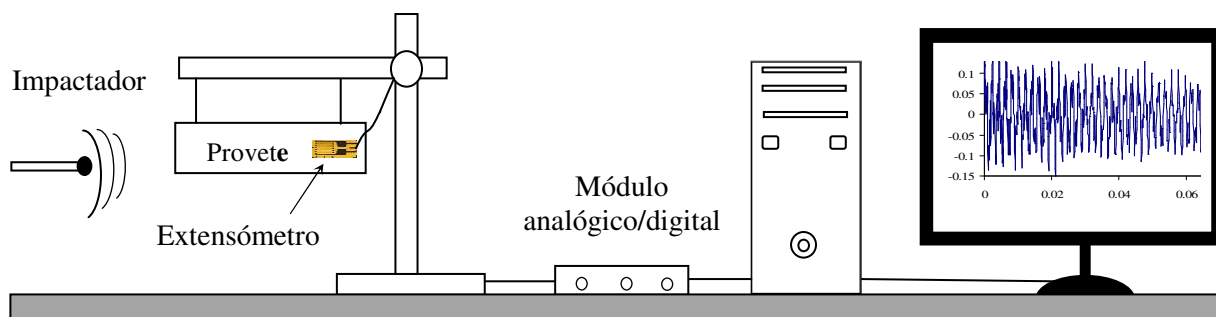 Impactador
Provete
Extensómetro
Módulo
analógico/digital
0.1
0.05
0
-0.05
-0.1
-0.15
0 0.02 0.04 0.06